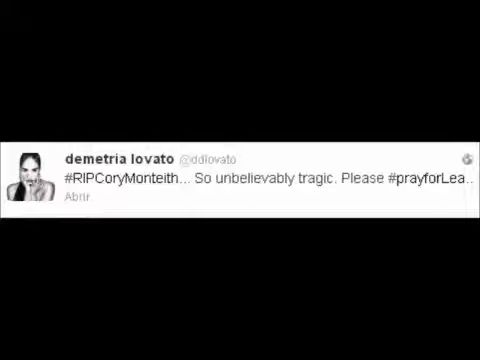 demetria lovato @ddlovato
#RIPCoryMonteith... So unbelievably tragic. Please #prayforLea..
Abrir